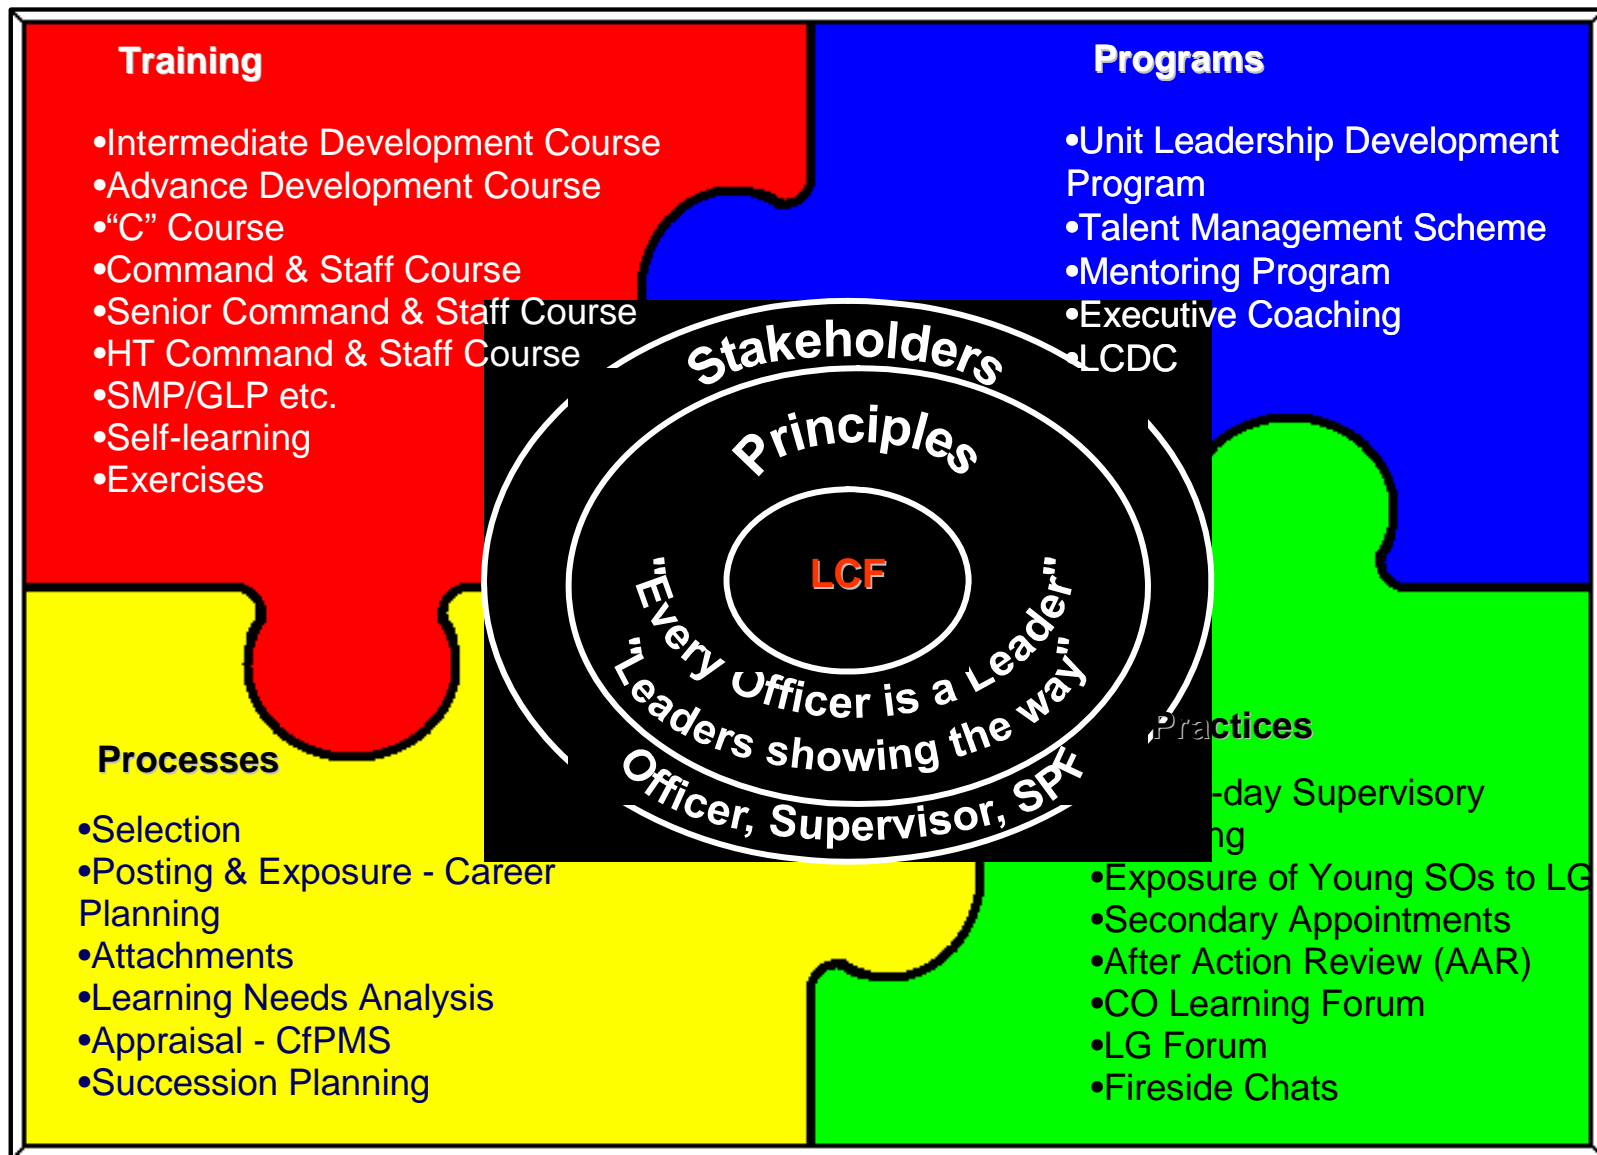 Training
•Intermediate Development Course
•Advance Development Course
•“C” Course
•Command & Staff Course
•Senior Command & Staff Course
•HT Command & Staff Course
•SMP/GLP etc.
•Self-learning
•Exercises
Programs
•Unit Leadership Development
Program
•Talent Management Scheme
•Mentoring Program
•Executive Coaching
•LCDC
Stakeholders
Principles
LCF
"Every Officer is a Leader"
"Leaders showing the way"
Officer, Supervisor, SPF
Processes
•Selection
•Posting & Exposure - Career
Planning
•Attachments
•Learning Needs Analysis
•Appraisal - CfPMS
•Succession Planning
Practices
-day Supervisory
•Exposure of Young SOs to LG
•Secondary Appointments
•After Action Review (AAR)
•CO Learning Forum
•LG Forum
•Fireside Chats